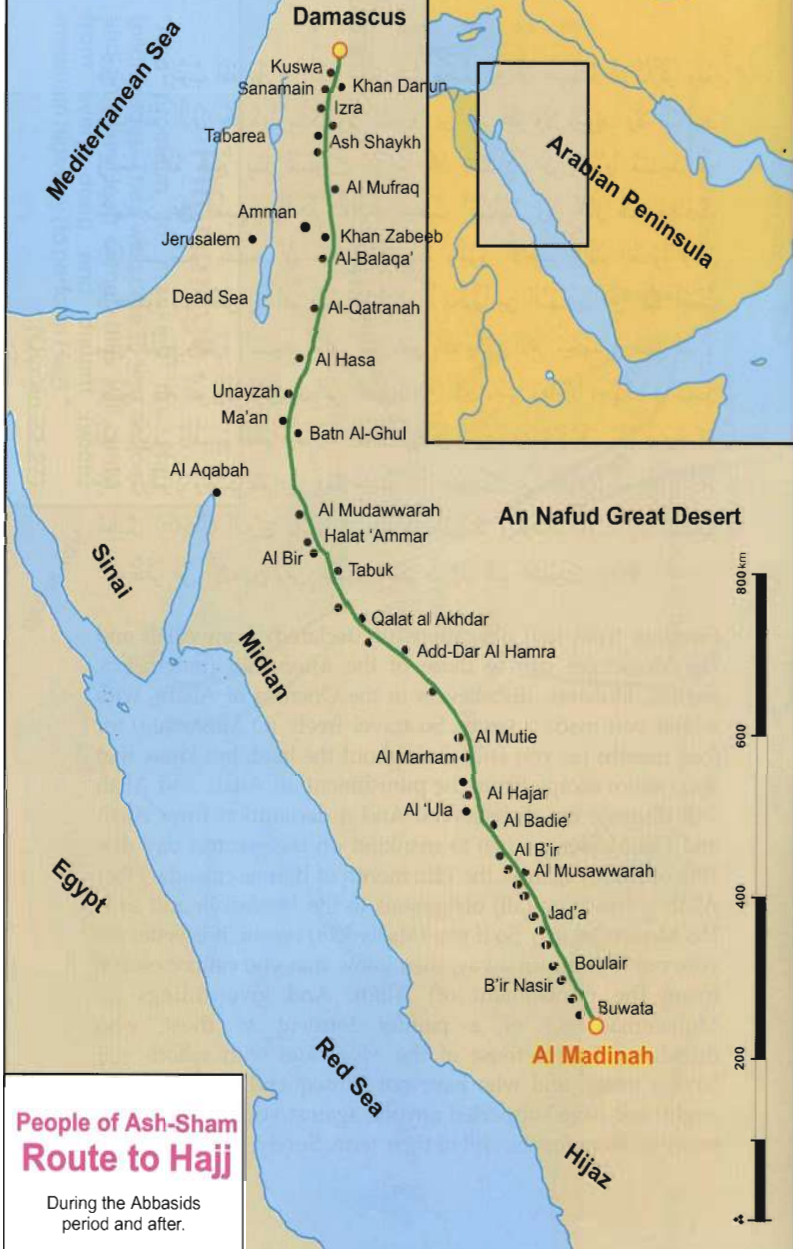 Damascus
Mediterranean Sea
Kuswa
Sanamain
Khan Danun
Izra
Tabarea
Ash Shaykh
Arabian Peninsula
Al Mufraq
Amman
Jerusalem
Khan Zabeeb
Al-Balaqa'
Dead Sea
Al-Qatranah
Al Hasa
Unayzah
Ma'an
Batn Al-Ghul
Al Aqabah
Al Mudawwarah
An Nafud Great Desert
Halat 'Ammar
Al Bir
Sinai
Tabuk
800 km
Qalat al Akhdar
Add-Dar Al Hamra
Midian
Al Mutie
600
Al Marham
Al Hajar
Al 'Ula
Al Badie'
Al B'ir
Al Musawwarah
Egypt
400
Jad'a
Boulair
B'ir Nasir
Buwata
Al Madinah
200
Red Sea
Hijaz
People of Ash-Sham
Route to Hajj
During the Abbasids
period and after.